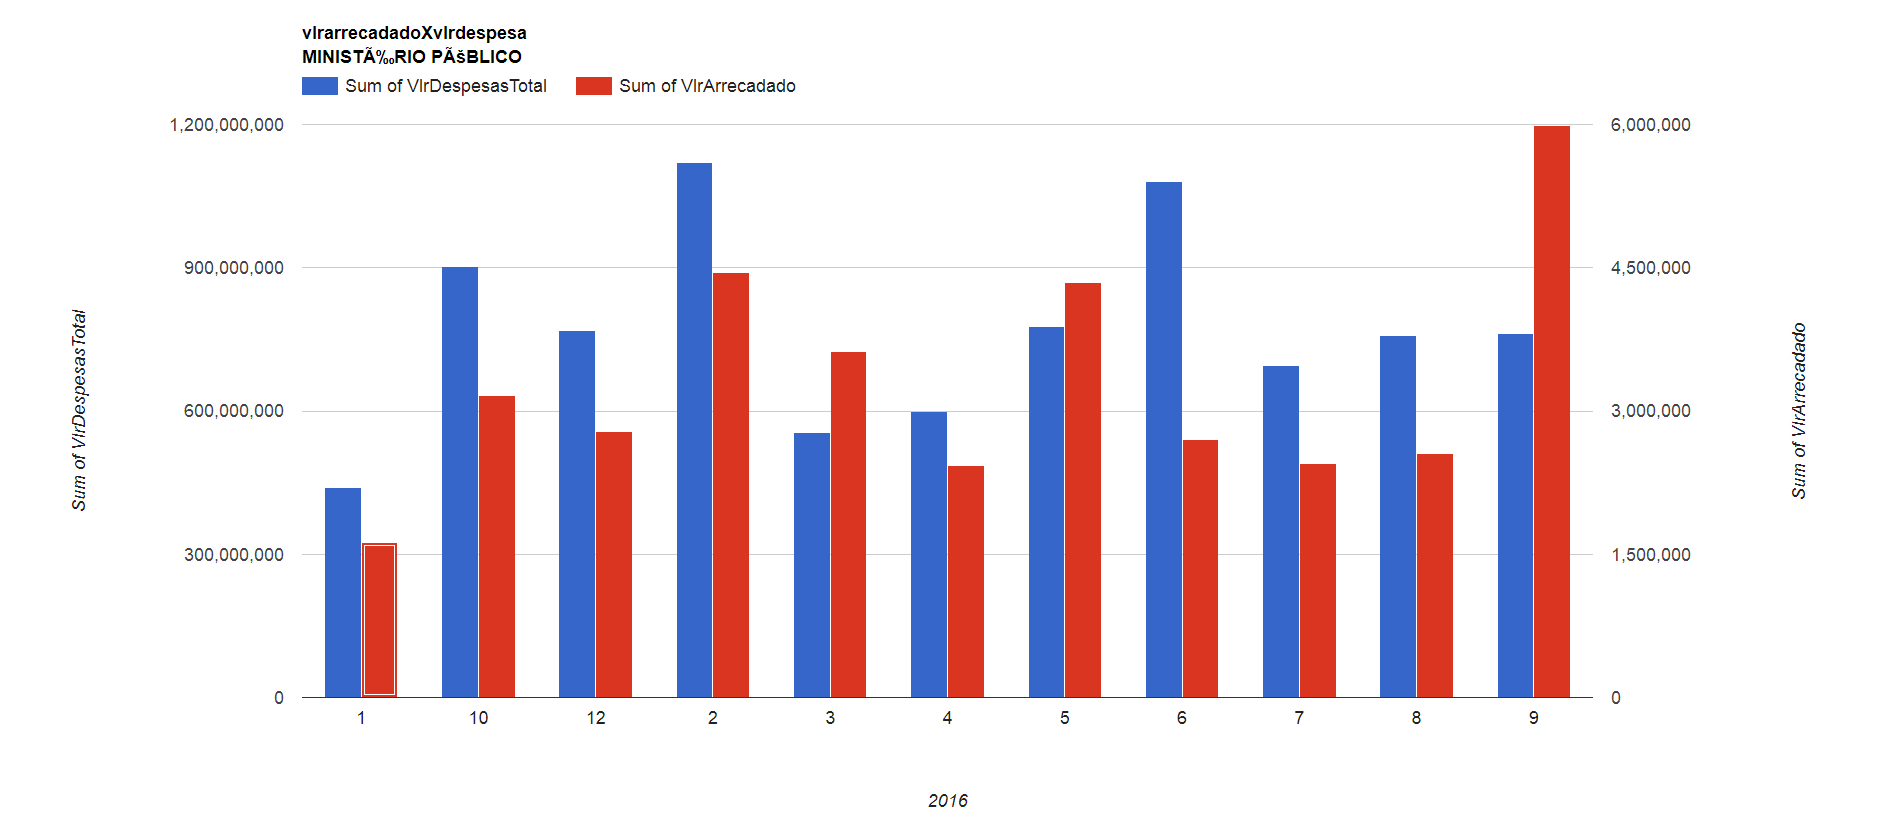 vlrarrecadadoXvlrdespesa
MINISTÃ‰RIO PÃšBLICO
Sum of VlrDespesasTotal Sum of VlrArrecadado
1,200,000,000 6,000,000
900,000,000 4,500,000
600,000,000 3,000,000
300,000,000 1,500,000
0 0
Sum of VlrDespesasTotal
Sum of VlrArrecadado
1 10 12 2 3 4 5 6 7 8 9
2016